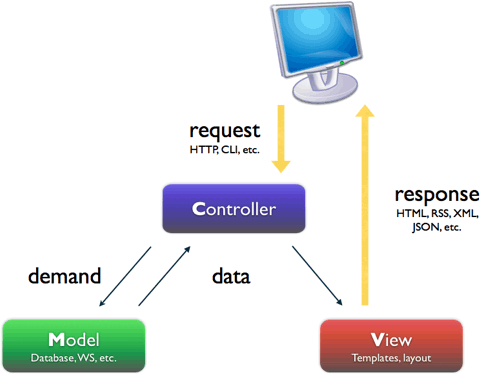 request
HTTP, CLI, etc.
response
HTML, RSS, XML,
JSON, etc.
Controller
demand
data
Model
Database, WS, etc.
View
Templates, layout